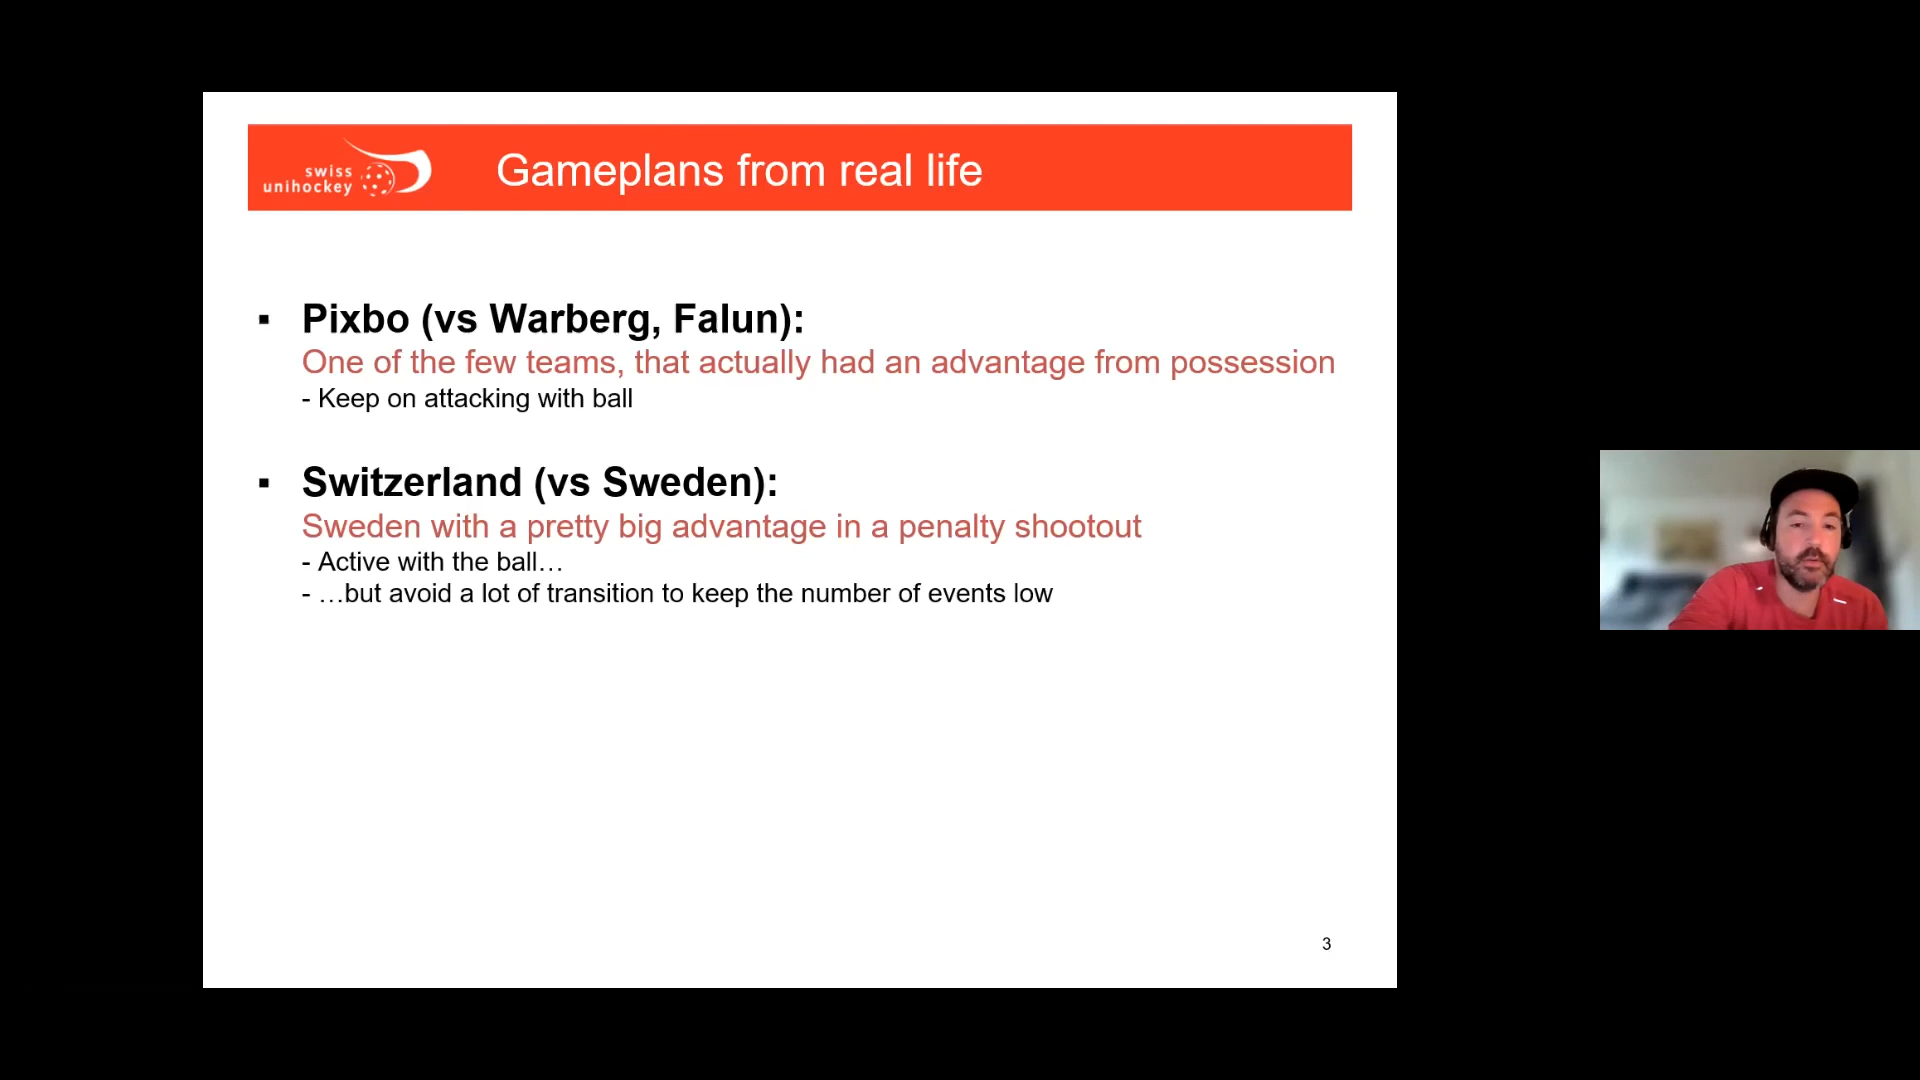 swiss
unihockey
Gameplans from real life
▪ Pixbo (vs Warberg, Falun):
One of the few teams, that actually had an advantage from possession
- Keep on attacking with ball
▪ Switzerland (vs Sweden):
Sweden with a pretty big advantage in a penalty shootout
- Active with the ball…
- …but avoid a lot of transition to keep the number of events low
3